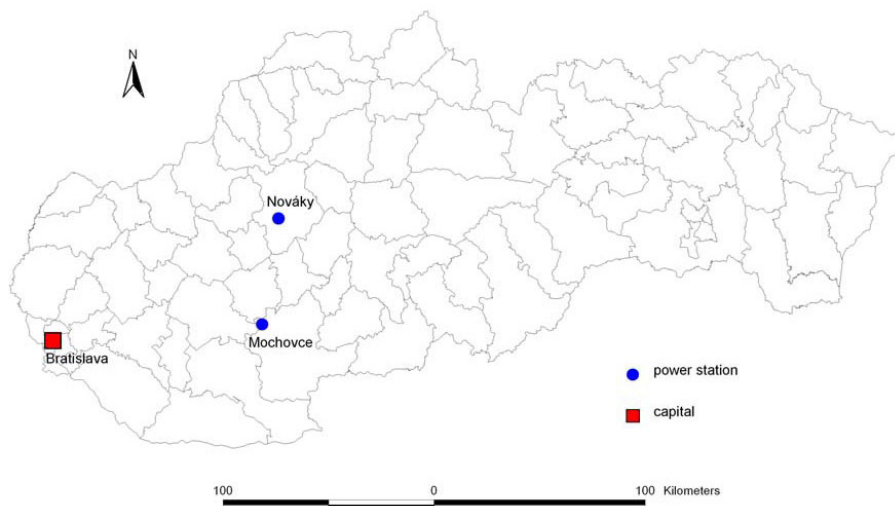 N
Nováky
Mochovce
Bratislava
power station
capital
100 0 100 Kilometers